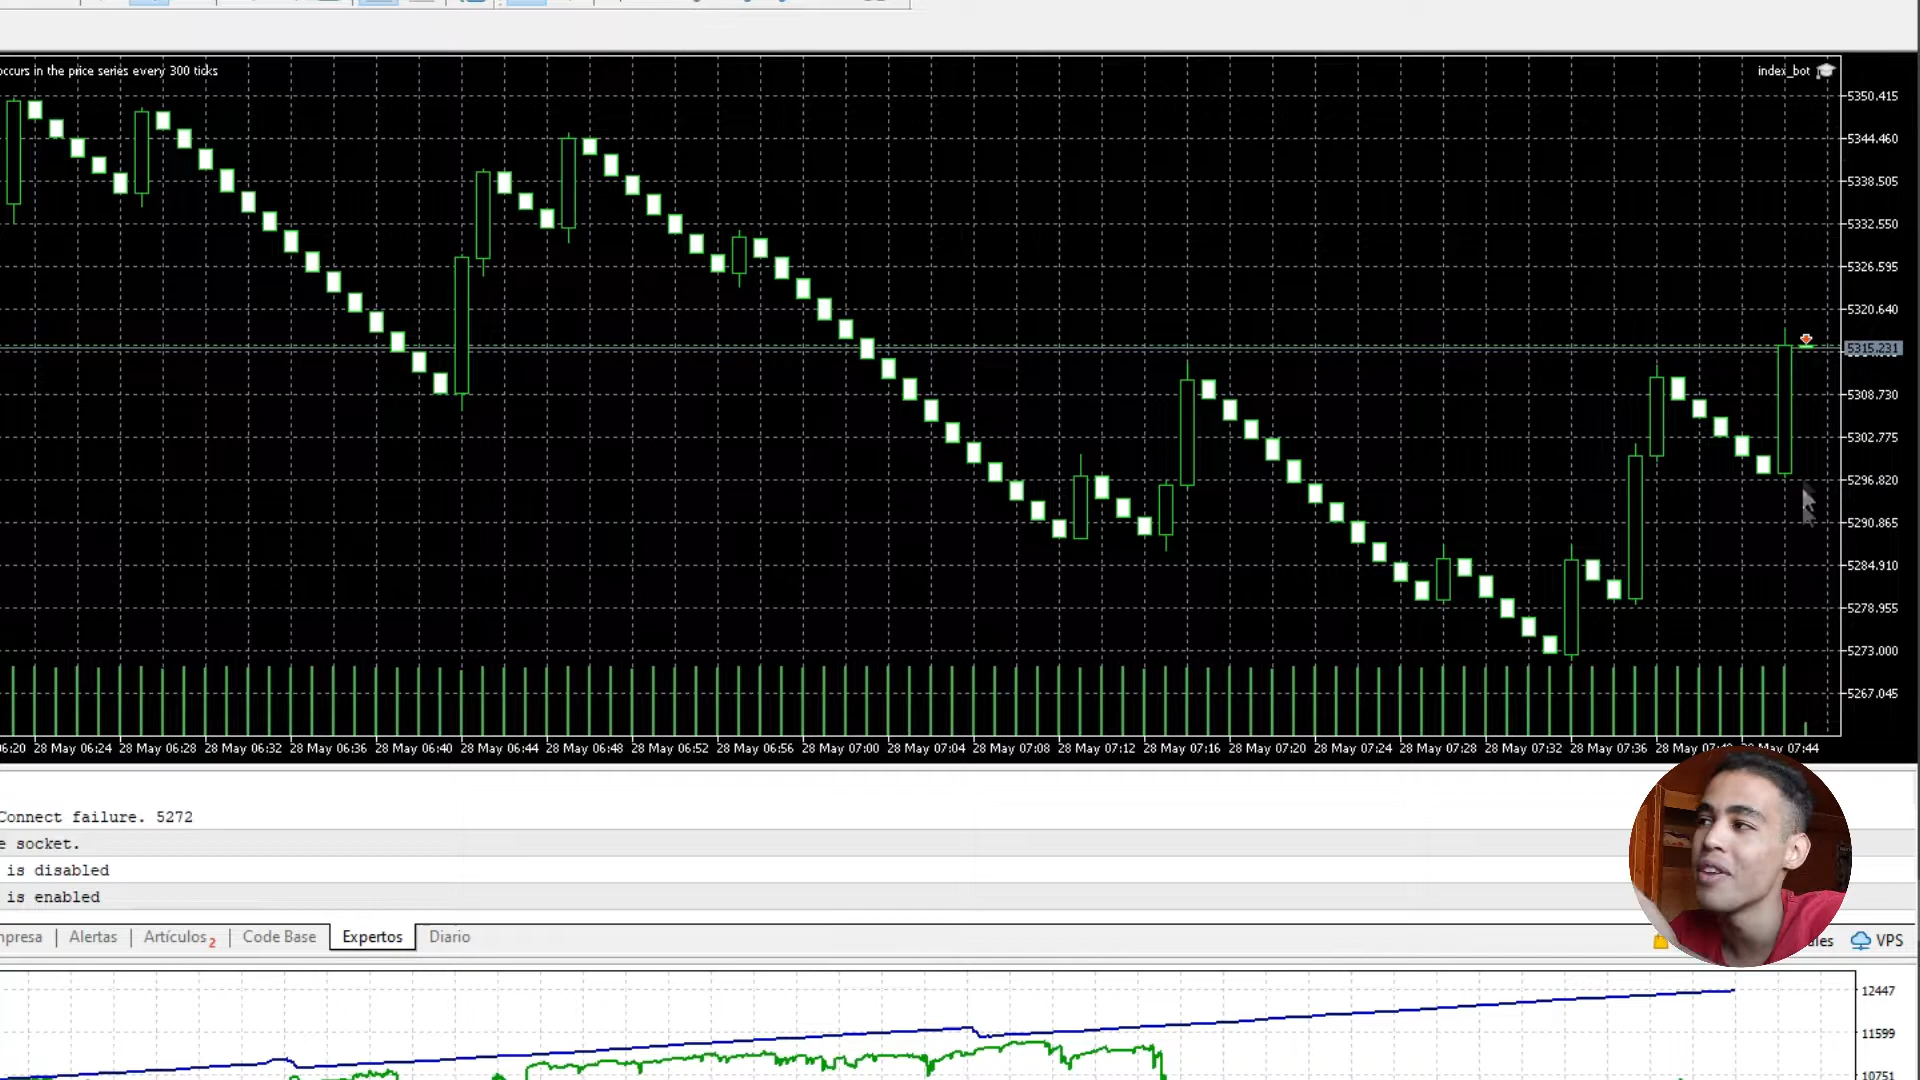 occurs in the price series every 300 ticks
index_bot
5350.415
5344.460
5338.505
5332.550
5326.595
5320.640
5315.231
5308.730
5302.775
5296.820
5290.865
5284.910
5278.955
5273.000
5267.045
06:20 28 May 06:24 28 May 06:28 28 May 06:32 28 May 06:36 28 May 06:40 28 May 06:44 28 May 06:48 28 May 06:52 28 May 06:56 28 May 07:00 28 May 07:04 28 May 07:08 28 May 07:12 28 May 07:16 28 May 07:20 28 May 07:24 28 May 07:28 28 May 07:32 28 May 07:36 28 May May 07:44
Connect failure. 5272
e socket.
is disabled
is enabled
mpresa Alertas Artículos 2 Code Base Expertos Diario ales VPS
12447
11599
10751